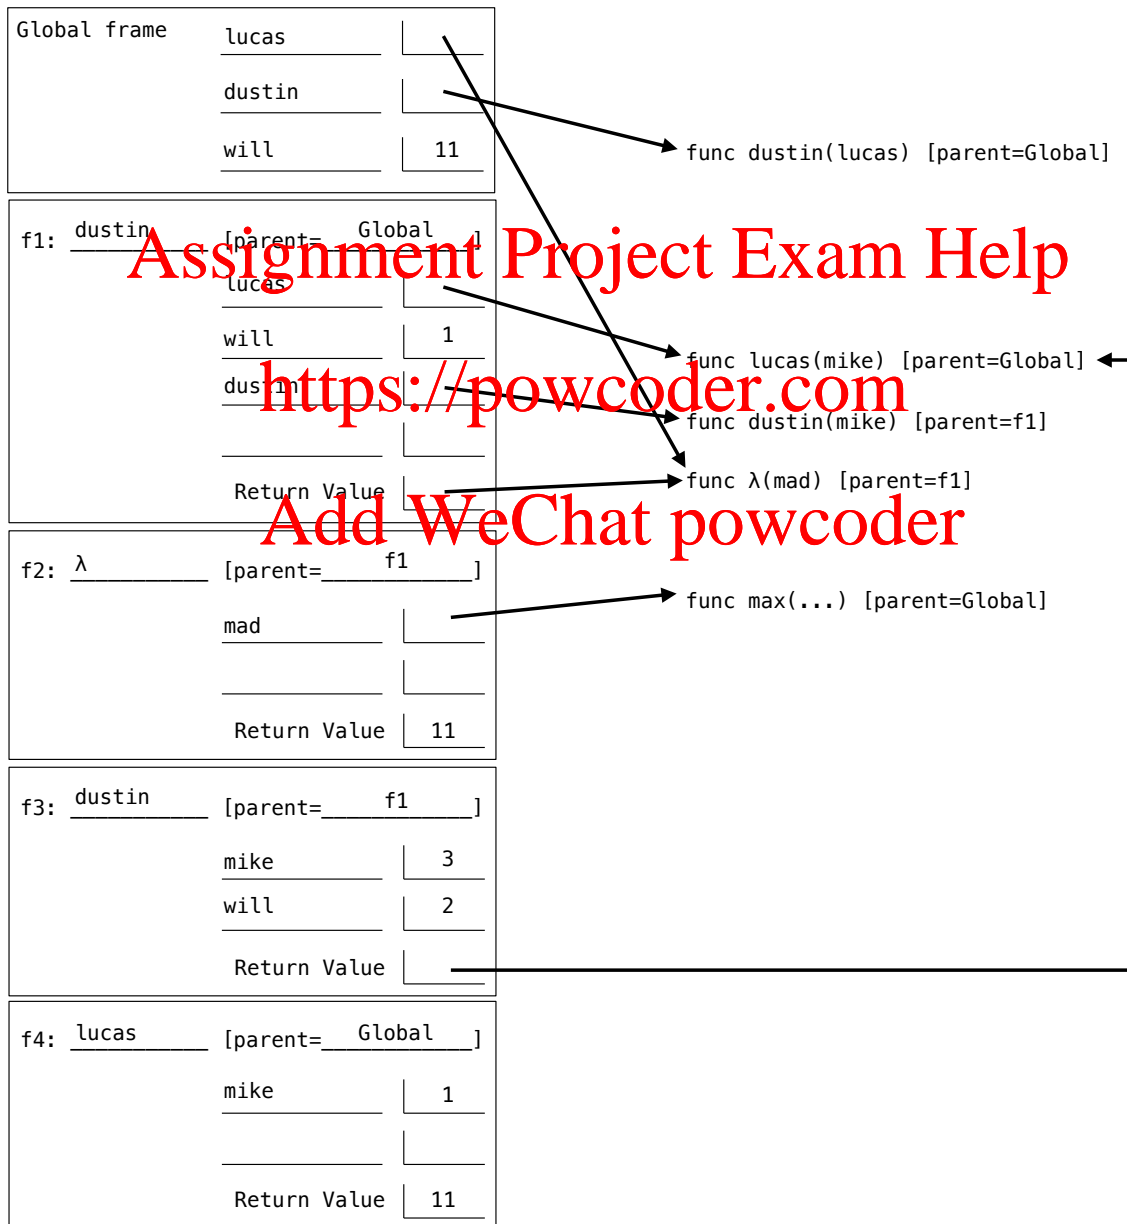 Global frame
lucas
dustin
will 11
func dustin(lucas) [parent=Global]
f1: dustin [parent= Global ]
Assignment Project Exam Help
lucas
will 1
func lucas(mike) [parent=Global]
dustin
https://powcoder.com
func dustin(mike) [parent=f1]
Return Value
func λ(mad) [parent=f1]
Add WeChat powcoder
f2: λ [parent= f1 ]
func max(...) [parent=Global]
mad
Return Value 11
f3: dustin [parent= f1 ]
mike 3
will 2
Return Value
f4: lucas [parent= Global ]
mike 1
Return Value 11